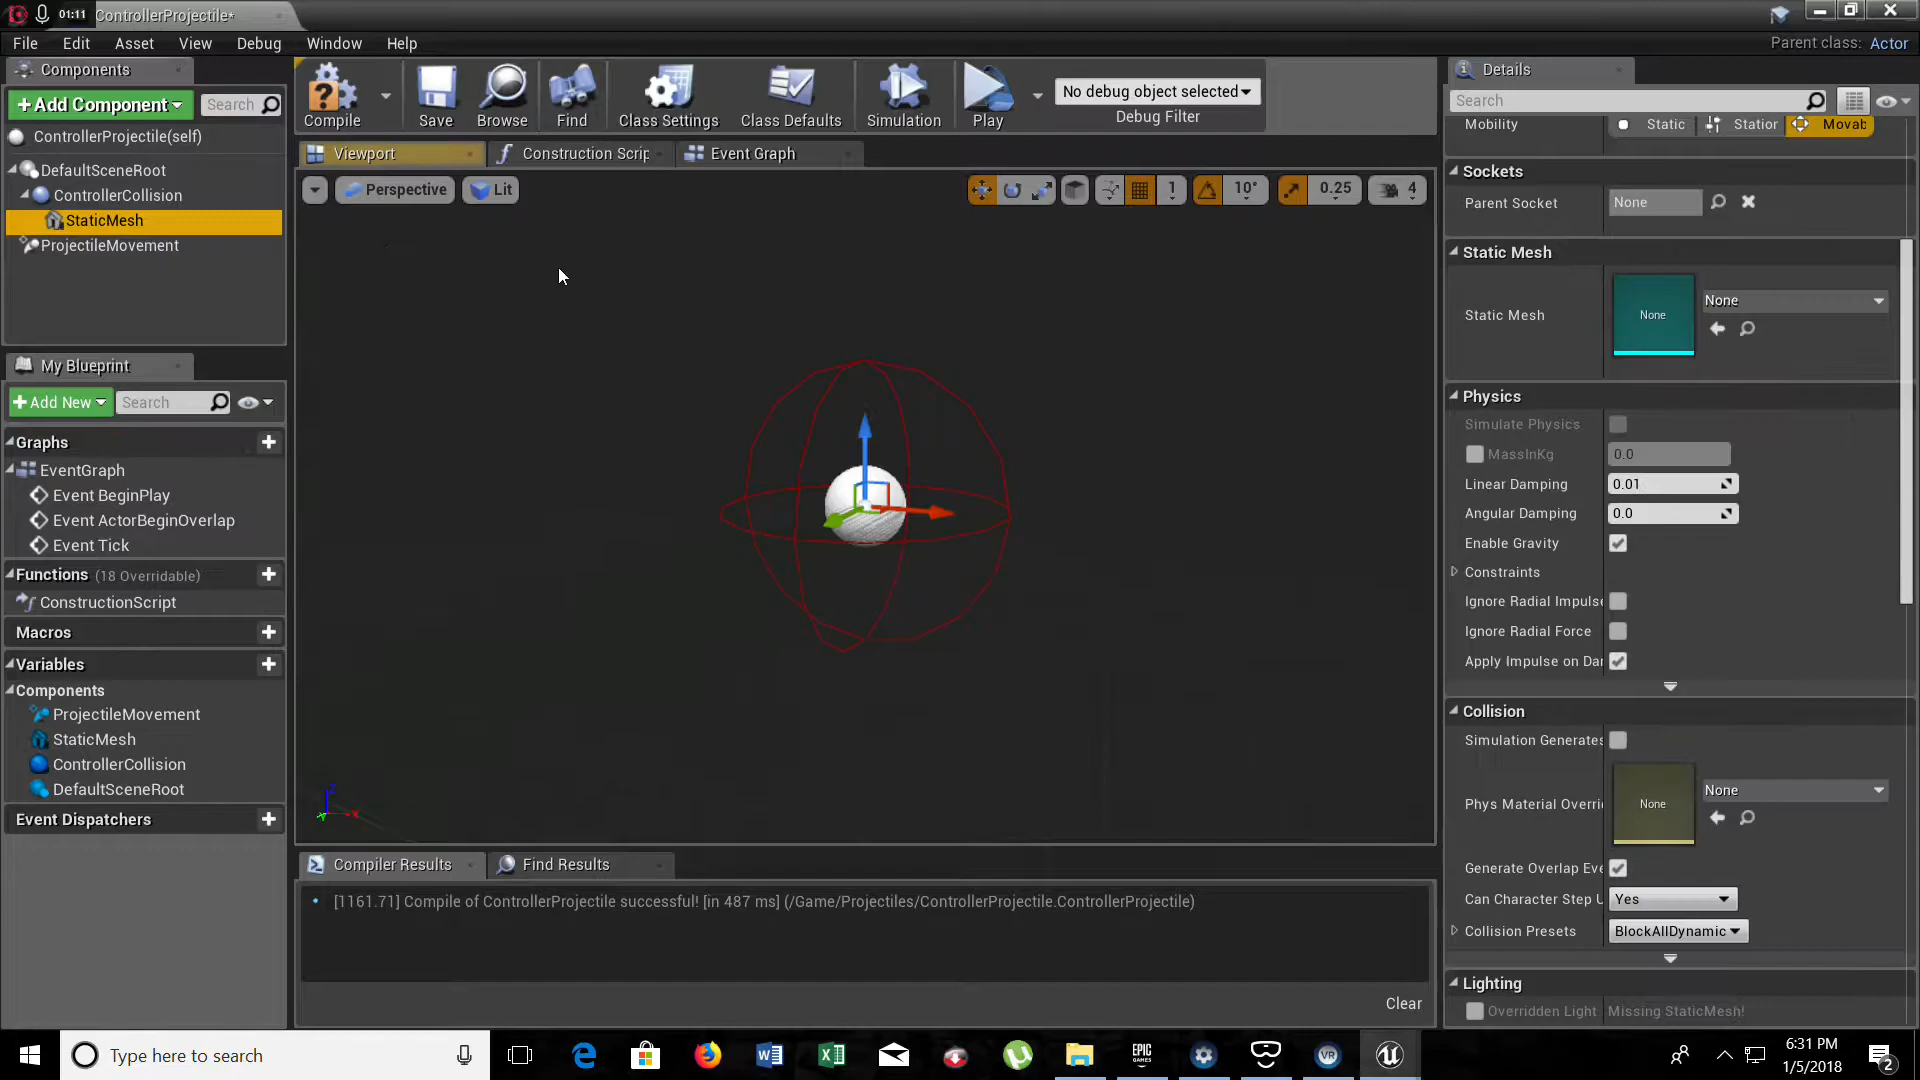 01:11 ControllerProjectile*
File Edit Asset View Debug Window Help
Parent class: Actor
Components
+Add Component Search
ControllerProjectile(self)
DefaultSceneRoot
ControllerCollision
StaticMesh
ProjectileMovement
My Blueprint
+Add New Search
Graphs
EventGraph
Event BeginPlay
Event ActorBeginOverlap
Event Tick
Functions (18 Overridable)
ConstructionScript
Macros
Variables
Components
ProjectileMovement
StaticMesh
ControllerCollision
DefaultSceneRoot
Event Dispatchers
Compile Save Browse Find Class Settings Class Defaults Simulation Play
No debug object selected
Debug Filter
Viewport Construction Scrip Event Graph
Perspective Lit
1 10° 0.25 4
Z
X
Compiler Results Find Results
[1161.71] Compile of ControllerProjectile successful! [in 487 ms] (/Game/Projectiles/ControllerProjectile.ControllerProjectile)
Clear
Details
Search
Mobility Static Station Movab
Sockets
Parent Socket None
Static Mesh
Static Mesh None None
Physics
Simulate Physics
MassInKg 0.0
Linear Damping 0.01
Angular Damping 0.0
Enable Gravity
Constraints
Ignore Radial Impulse
Ignore Radial Force
Apply Impulse on Dar
Collision
Simulation Generates
Phys Material Overri None None
Generate Overlap Eve
Can Character Step U Yes
Collision Presets BlockAllDynamic
Lighting
Overridden Light Missing StaticMesh!
Type here to search
EPIC
GAMES
VR
6:31 PM
1/5/2018
2